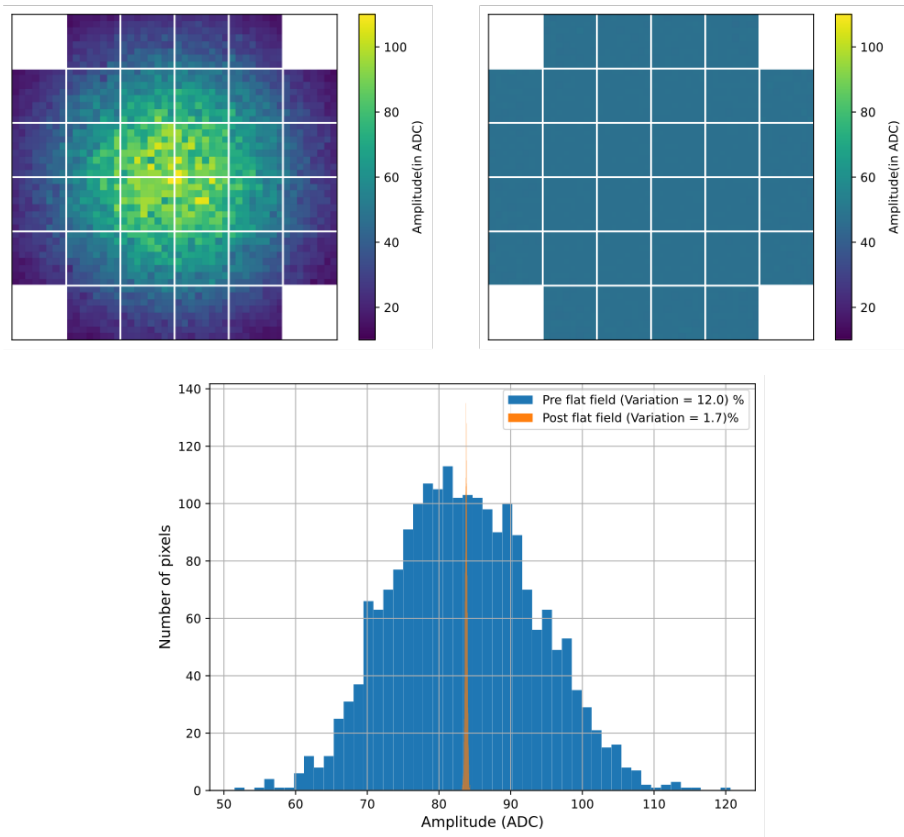 100
80
60
40
20
Amplitude(in ADC)
100
80
60
40
20
Amplitude(in ADC)
140
120
100
80
60
40
20
0
Number of pixels
Pre flat field (Variation = 12.0) %
Post flat field (Variation = 1.7)%
50 60 70 80 90 100 110 120
Amplitude (ADC)